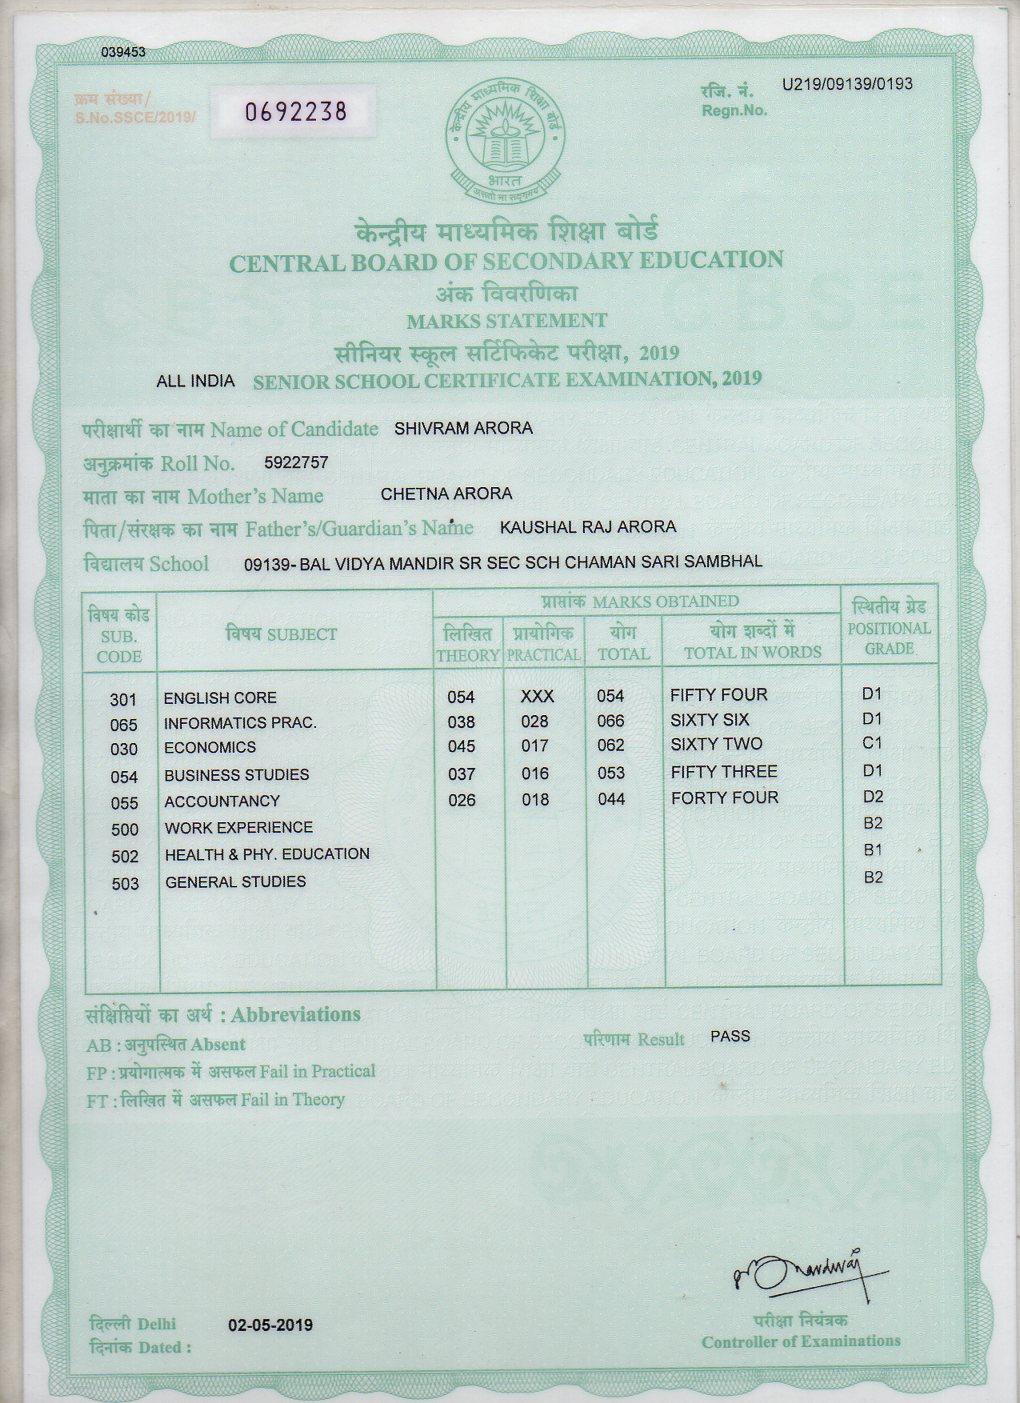 039453
क्रम संख्या/
S.No.SSCE/2019/ 0692238
रजि. नं. U219/09139/0193
Regn.No.
केन्द्रीय माध्यमिक शिक्षा बोर्ड
भारत
असतो मा सद्गमय
केन्द्रीय माध्यमिक शिक्षा बोर्ड
CENTRAL BOARD OF SECONDARY EDUCATION
अंक विवरणिका
MARKS STATEMENT
सीनियर स्कूल सर्टिफिकेट परीक्षा, 2019
ALL INDIA SENIOR SCHOOL CERTIFICATE EXAMINATION, 2019
परीक्षार्थी का नाम Name of Candidate SHIVRAM ARORA
अनुक्रमांक Roll No. 5922757
माता का नाम Mother's Name CHETNA ARORA
पिता/संरक्षक का नाम Father's/Guardian's Name KAUSHAL RAJ ARORA
विद्यालय School 09139- BAL VIDYA MANDIR SR SEC SCH CHAMAN SARI SAMBHAL
विषय कोड SUB. CODE
विषय SUBJECT
प्राप्तांक MARKS OBTAINED
लिखित THEORY
प्रायोगिक PRACTICAL
योग TOTAL
योग शब्दों में TOTAL IN WORDS
स्थितीय ग्रेड POSITIONAL GRADE
301 ENGLISH CORE 054 XXX 054 FIFTY FOUR D1
065 INFORMATICS PRAC. 038 028 066 SIXTY SIX D1
030 ECONOMICS 045 017 062 SIXTY TWO C1
054 BUSINESS STUDIES 037 016 053 FIFTY THREE D1
055 ACCOUNTANCY 026 018 044 FORTY FOUR D2
500 WORK EXPERIENCE B2
502 HEALTH & PHY. EDUCATION B1
503 GENERAL STUDIES B2
संक्षिप्तियों का अर्थ : Abbreviations
AB : अनुपस्थित Absent
परिणाम Result PASS
FP : प्रयोगात्मक में असफल Fail in Practical
FT : लिखित में असफल Fail in Theory
दिल्ली Delhi
दिनांक Dated : 02-05-2019
परीक्षा नियंत्रक
Controller of Examinations